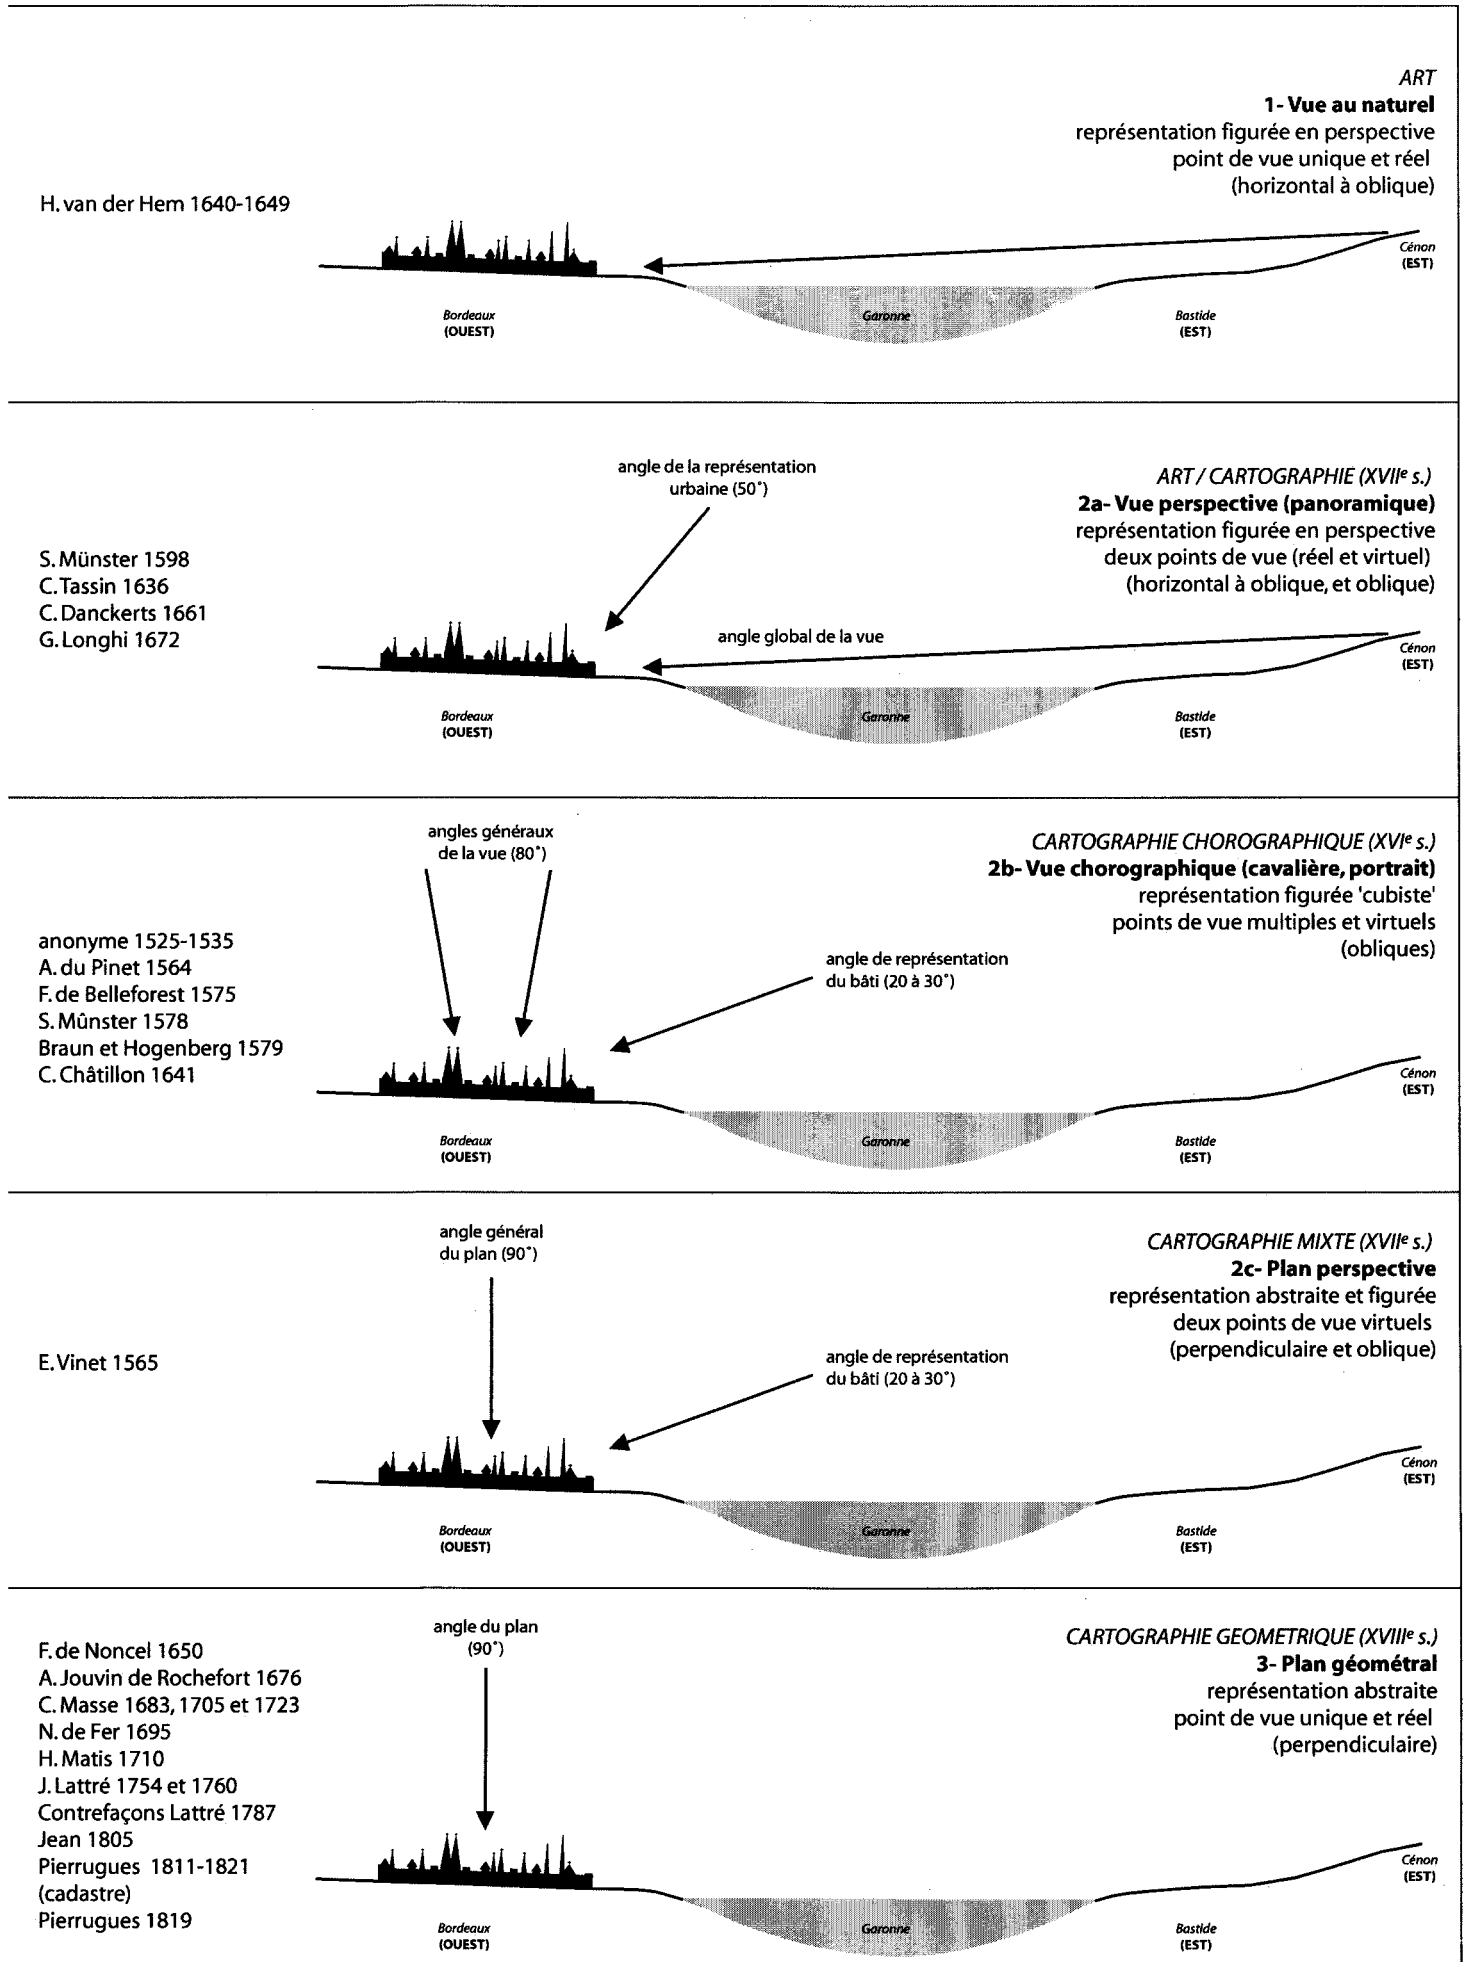 ART
1- Vue au naturel
représentation figurée en perspective
point de vue unique et réel
(horizontal à oblique)
H. van der Hem 1640-1649
Cénon
(EST)
Bordeaux
(OUEST)
Garonne
Bastide
(EST)
angle de la représentation
urbaine (50°)
ART / CARTOGRAPHIE (XVIIe s.)
2a- Vue perspective (panoramique)
représentation figurée en perspective
deux points de vue (réel et virtuel)
(horizontal à oblique, et oblique)
S. Münster 1598
C. Tassin 1636
C. Danckerts 1661
G. Longhi 1672
angle global de la vue
Cénon
(EST)
Bordeaux
(OUEST)
Garonne
Bastide
(EST)
angles généraux
de la vue (80°)
CARTOGRAPHIE CHOROGRAPHIQUE (XVIe s.)
2b- Vue chorographique (cavalière, portrait)
représentation figurée 'cubiste'
points de vue multiples et virtuels
(obliques)
anonyme 1525-1535
A. du Pinet 1564
F. de Belleforest 1575
S. Mûnster 1578
Braun et Hogenberg 1579
C. Châtillon 1641
angle de représentation
du bâti (20 à 30°)
Cénon
(EST)
Bordeaux
(OUEST)
Garonne
Bastide
(EST)
angle général
du plan (90°)
CARTOGRAPHIE MIXTE (XVIIe s.)
2c- Plan perspective
représentation abstraite et figurée
deux points de vue virtuels
(perpendiculaire et oblique)
E. Vinet 1565
angle de représentation
du bâti (20 à 30°)
Cénon
(EST)
Bordeaux
(OUEST)
Garonne
Bastide
(EST)
angle du plan
(90°)
CARTOGRAPHIE GEOMETRIQUE (XVIIIe s.)
3- Plan géométral
représentation abstraite
point de vue unique et réel
(perpendiculaire)
F. de Noncel 1650
A. Jouvin de Rochefort 1676
C. Masse 1683, 1705 et 1723
N. de Fer 1695
H. Matis 1710
J. Lattré 1754 et 1760
Contrefaçons Lattré 1787
Jean 1805
Pierrugues 1811-1821
(cadastre)
Pierrugues 1819
Cénon
(EST)
Bordeaux
(OUEST)
Garonne
Bastide
(EST)